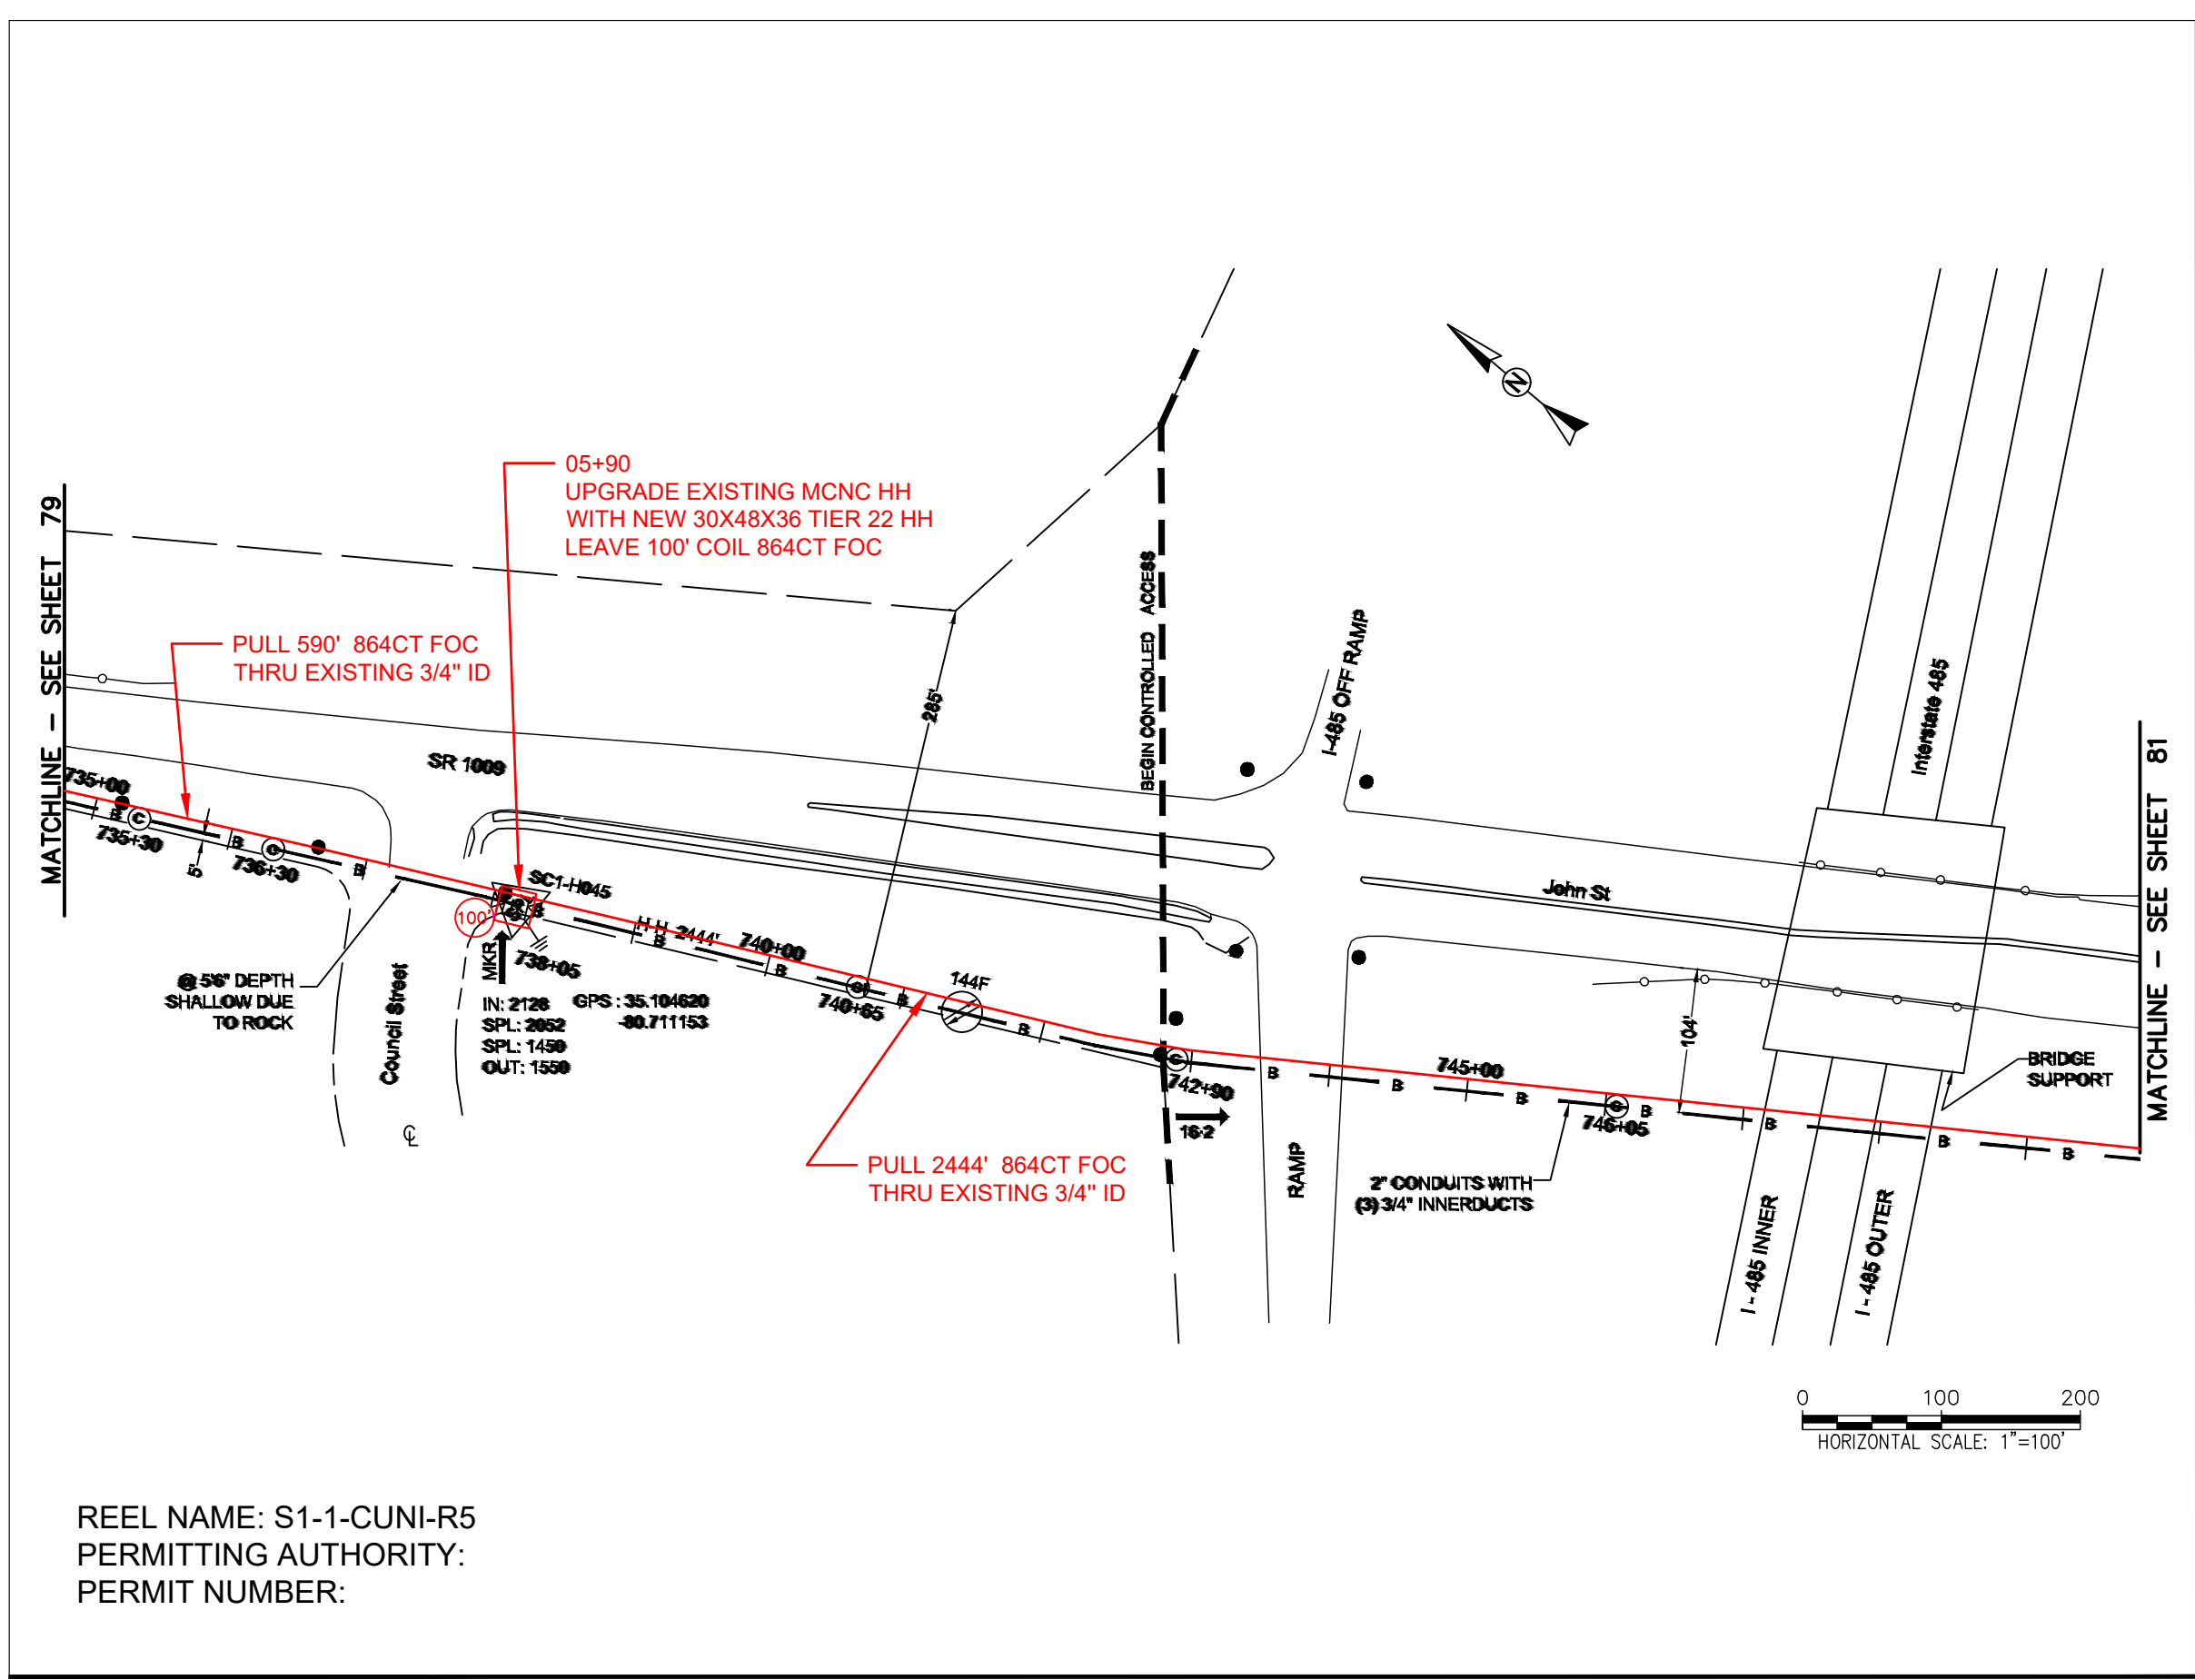 05+90
UPGRADE EXISTING MCNC HH
WITH NEW 30X48X36 TIER 22 HH
LEAVE 100' COIL 864CT FOC
MATCHLINE – SEE SHEET 79
PULL 590' 864CT FOC
THRU EXISTING 3/4" ID
N
BEGIN CONTROLLED ACCESS
285'
I-485 OFF RAMP
Interstate 485
SR 1009
735+00
B
C
735+30
5'
B
736+30
C
B
SC1-H045
100'
B
H-H 2444'
B
740+00
B
John St
MATCHLINE – SEE SHEET 81
@ 5'6" DEPTH
SHALLOW DUE
TO ROCK
Council Street
MKR
738+05
IN: 2128
SPL: 2052
SPL: 1450
OUT: 1550
GPS : 35.104620
-80.711153
C
740+65
B
144F
B
C
742+90
16-2
B
B
745+00
B
C
B
746+05
104'
BRIDGE
SUPPORT
B
B
B
℄
PULL 2444' 864CT FOC
THRU EXISTING 3/4" ID
RAMP
2" CONDUITS WITH
(3) 3/4" INNERDUCTS
I - 485 INNER
I - 485 OUTER
0 100 200
HORIZONTAL SCALE: 1"=100'
REEL NAME: S1-1-CUNI-R5
PERMITTING AUTHORITY:
PERMIT NUMBER: